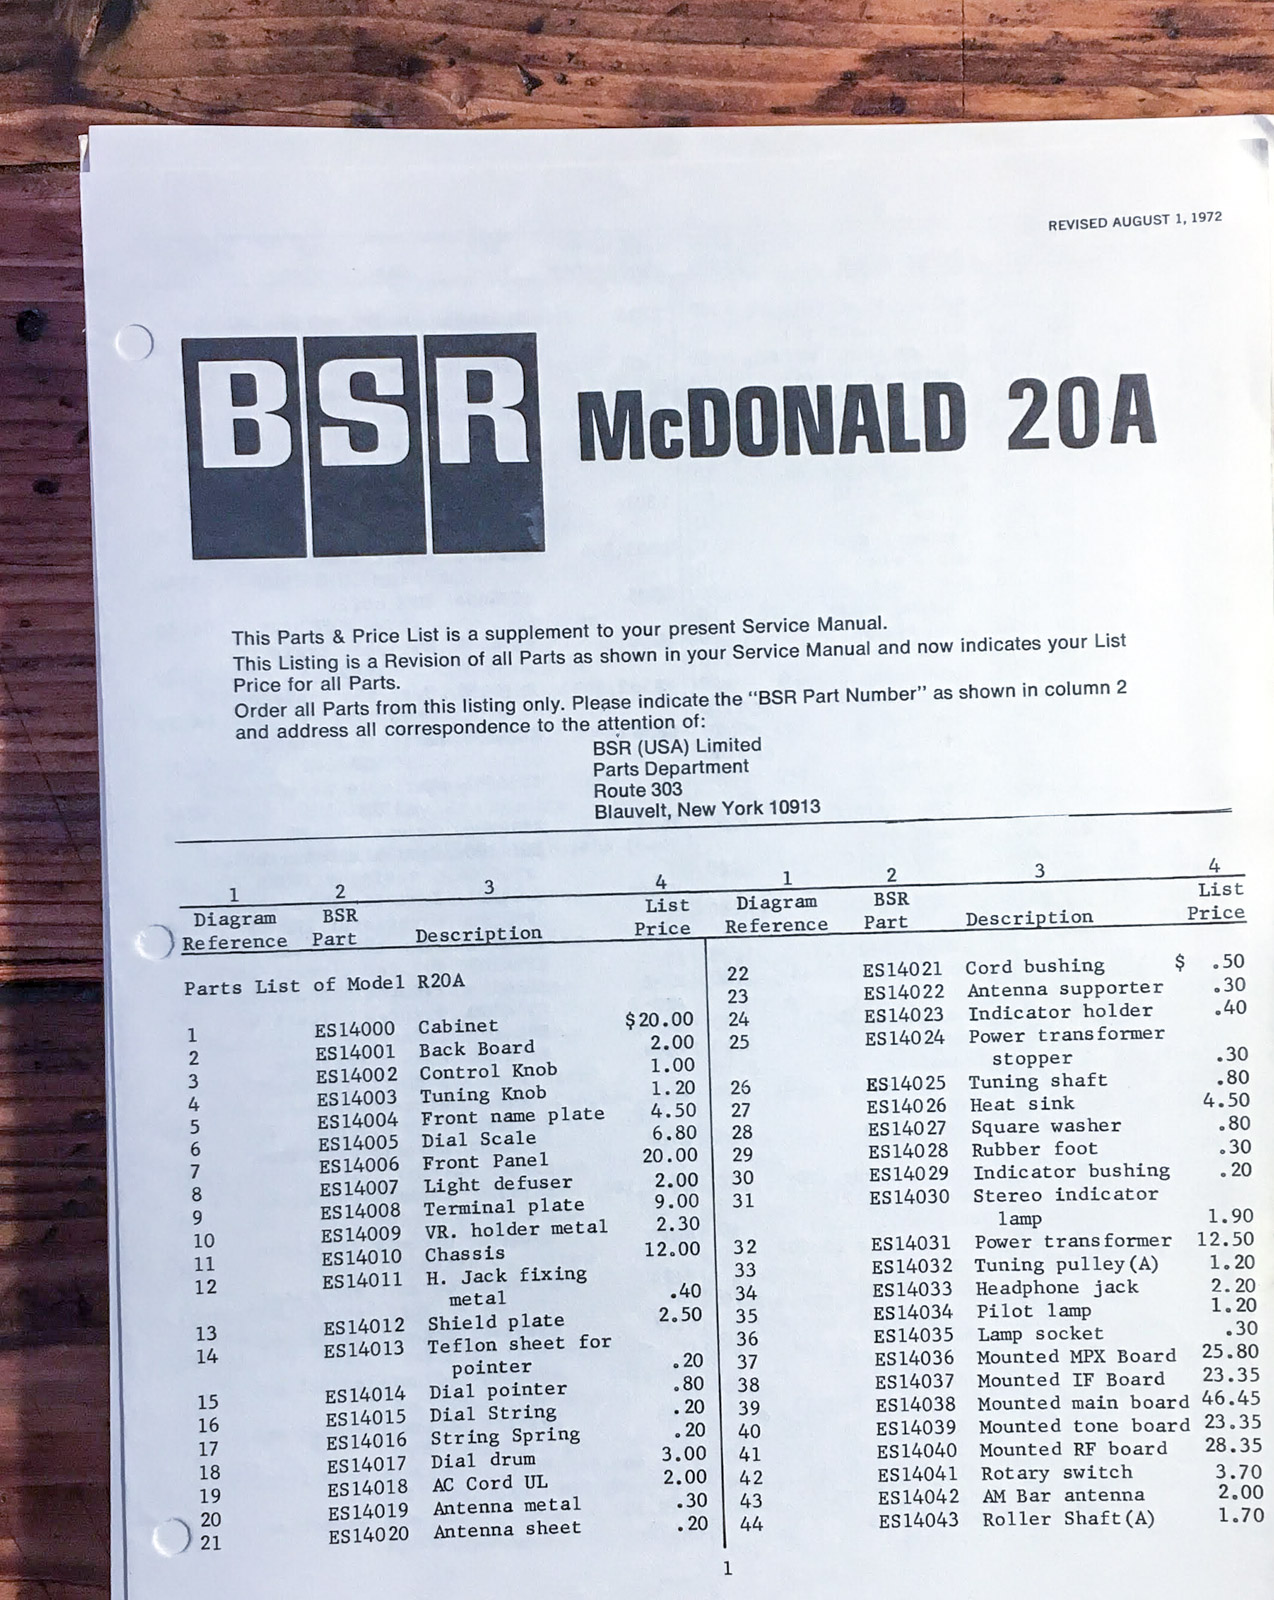 REVISED AUGUST 1, 1972
BSR McDONALD 20A
This Parts & Price List is a supplement to your present Service Manual.
This Listing is a Revision of all Parts as shown in your Service Manual and now indicates your List
Price for all Parts.
Order all Parts from this listing only. Please indicate the “BSR Part Number” as shown in column 2
and address all correspondence to the attention of:
BSR (USA) Limited
Parts Department
Route 303
Blauvelt, New York 10913
1 2 3 4
Diagram BSR List
Reference Part Description Price
Parts List of Model R20A
1 ES14000 Cabinet $20.00
2 ES14001 Back Board 2.00
3 ES14002 Control Knob 1.00
4 ES14003 Tuning Knob 1.20
5 ES14004 Front name plate 4.50
6 ES14005 Dial Scale 6.80
7 ES14006 Front Panel 20.00
8 ES14007 Light defuser 2.00
9 ES14008 Terminal plate 9.00
10 ES14009 VR. holder metal 2.30
11 ES14010 Chassis 12.00
12 ES14011 H. Jack fixing
metal .40
13 ES14012 Shield plate 2.50
14 ES14013 Teflon sheet for
pointer .20
15 ES14014 Dial pointer .80
16 ES14015 Dial String .20
17 ES14016 String Spring .20
18 ES14017 Dial drum 3.00
19 ES14018 AC Cord UL 2.00
20 ES14019 Antenna metal .30
21 ES14020 Antenna sheet .20
1 2 3 4
Diagram BSR List
Reference Part Description Price
22 ES14021 Cord bushing $ .50
23 ES14022 Antenna supporter .30
24 ES14023 Indicator holder .40
25 ES14024 Power transformer
stopper .30
26 ES14025 Tuning shaft .80
27 ES14026 Heat sink 4.50
28 ES14027 Square washer .80
29 ES14028 Rubber foot .30
30 ES14029 Indicator bushing .20
31 ES14030 Stereo indicator
lamp 1.90
32 ES14031 Power transformer 12.50
33 ES14032 Tuning pulley(A) 1.20
34 ES14033 Headphone jack 2.20
35 ES14034 Pilot lamp 1.20
36 ES14035 Lamp socket .30
37 ES14036 Mounted MPX Board 25.80
38 ES14037 Mounted IF Board 23.35
39 ES14038 Mounted main board 46.45
40 ES14039 Mounted tone board 23.35
41 ES14040 Mounted RF board 28.35
42 ES14041 Rotary switch 3.70
43 ES14042 AM Bar antenna 2.00
44 ES14043 Roller Shaft(A) 1.70
1